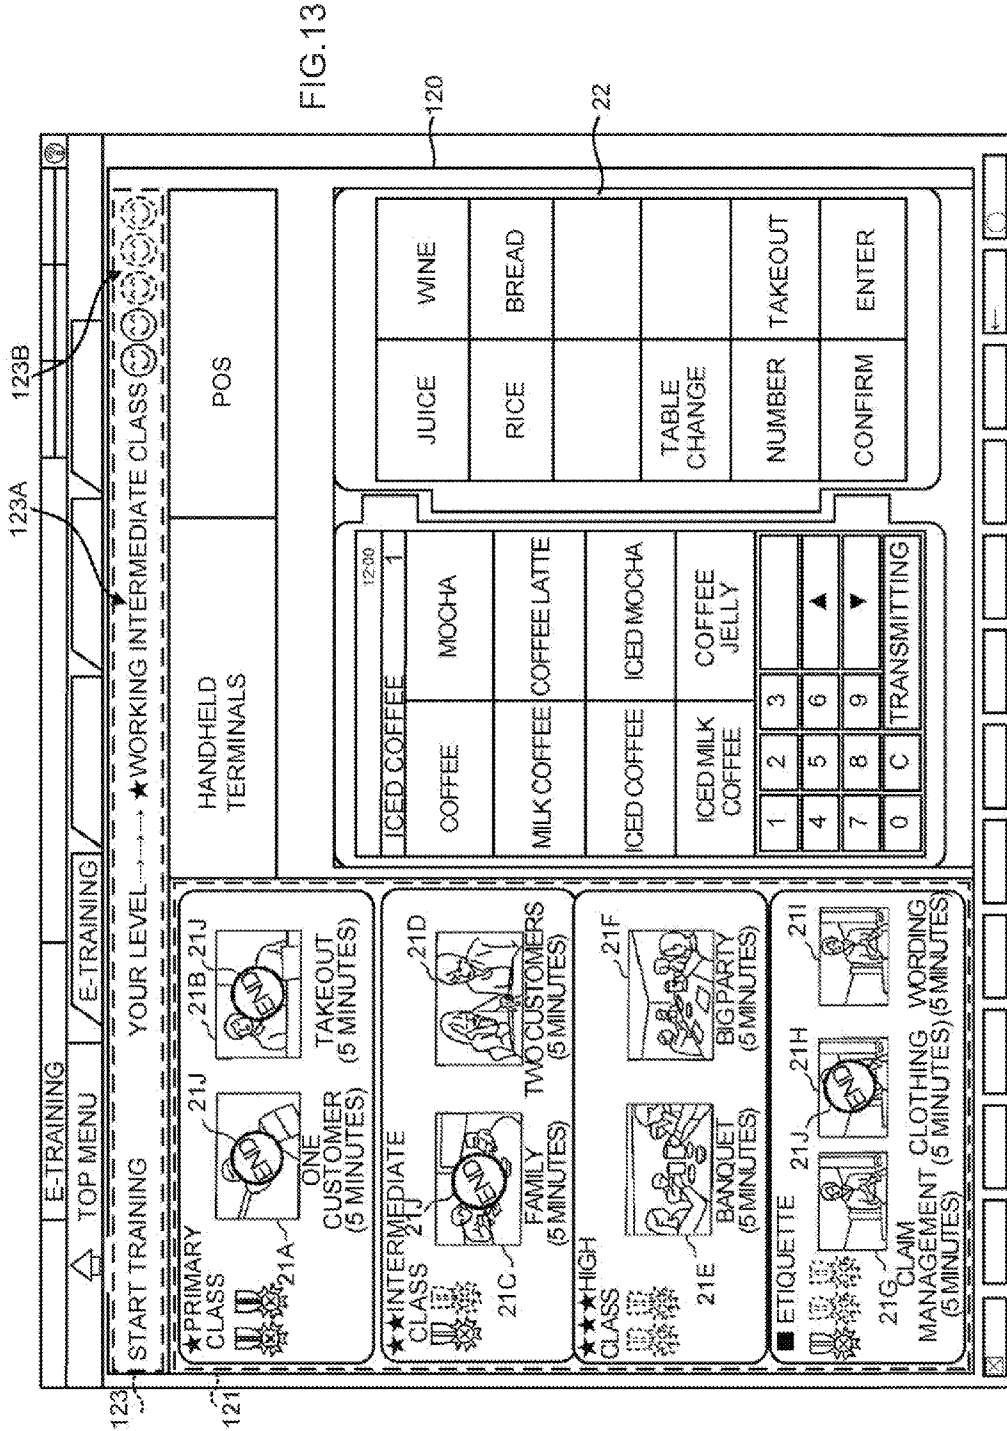 FIG.13
123A
123B
120
22
123
121
E-TRAINING
TOP MENU
E-TRAINING
START TRAINING
YOUR LEVEL ★WORKING INTERMEDIATE CLASS
HANDHELD
TERMINALS
POS
★PRIMARY
CLASS
21A
21J
21B
21J
END
END
ONE
CUSTOMER
(5 MINUTES)
TAKEOUT
(5 MINUTES)
★★INTERMEDIATE
CLASS
21J
21C
21D
END
FAMILY
(5 MINUTES)
TWO CUSTOMERS
(5 MINUTES)
★★★HIGH
CLASS
21E
21F
BANQUET
(5 MINUTES)
BIG PARTY
(5 MINUTES)
■ ETIQUETTE
21G
21J
21H
21I
END
CLAIM
MANAGEMENT
(5 MINUTES)
CLOTHING
(5 MINUTES)
WORDING
(5 MINUTES)
12:00
ICED COFFEE 1
COFFEE
MOCHA
MILK COFFEE
COFFEE LATTE
ICED COFFEE
ICED MOCHA
ICED MILK
COFFEE
COFFEE
JELLY
1 2 3
4 5 6 ▲
7 8 9 ▼
0 C TRANSMITTING
JUICE
WINE
RICE
BREAD
TABLE
CHANGE
NUMBER
TAKEOUT
CONFIRM
ENTER